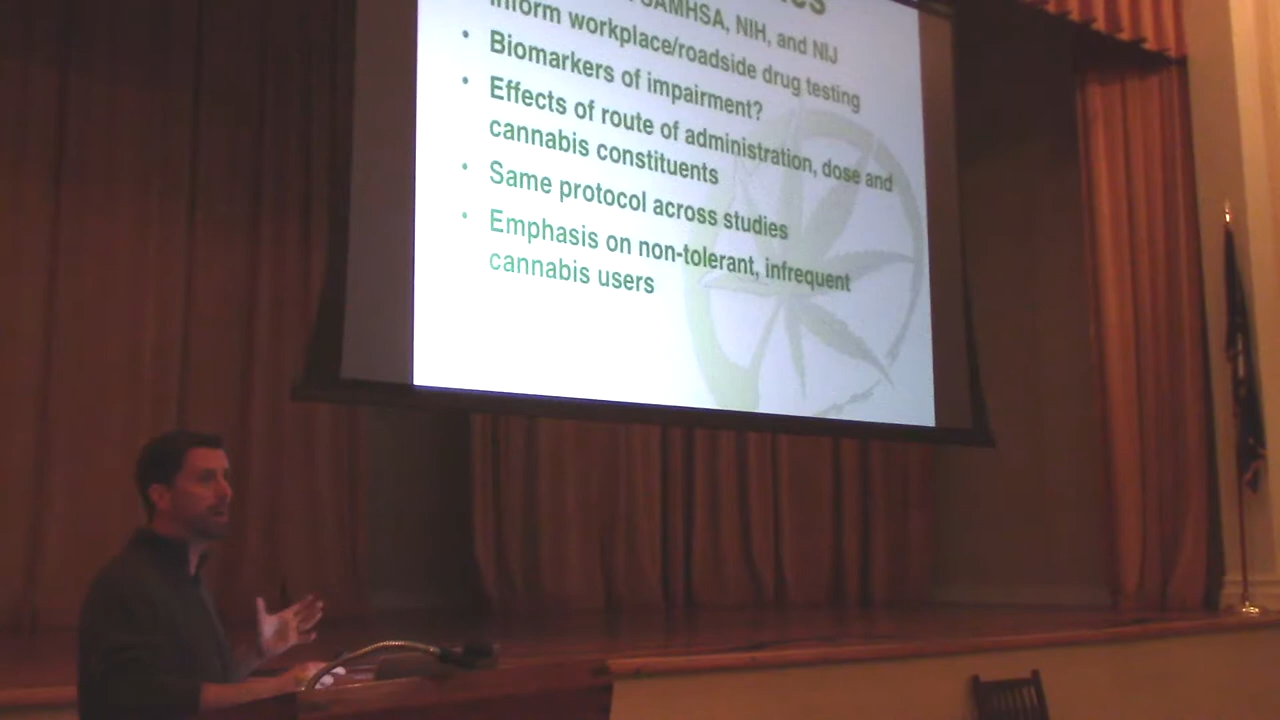 SAMHSA, NIH, and NIJ
Inform workplace/roadside drug testing
• Biomarkers of impairment?
• Effects of route of administration, dose and
cannabis constituents
• Same protocol across studies
• Emphasis on non-tolerant, infrequent
cannabis users